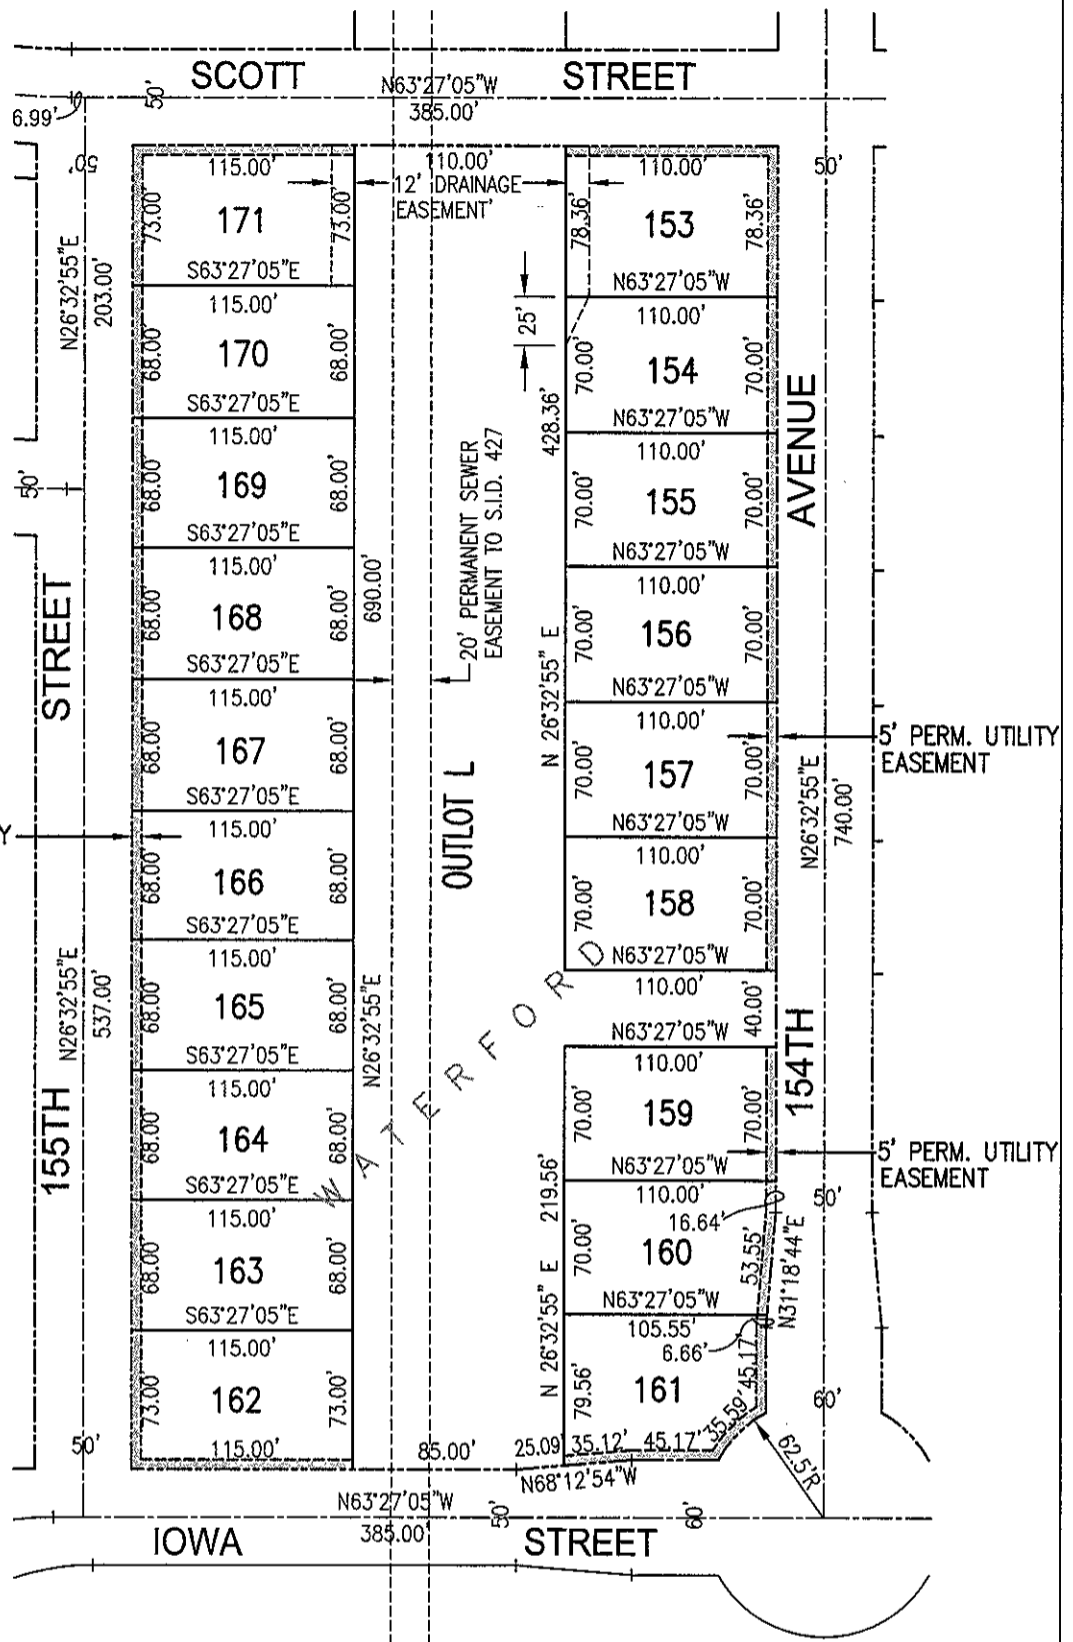 SCOTT STREET
N63°27'05"W
385.00'
6.99'
50'
50'
50'
115.00'
110.00'
110.00'
12' DRAINAGE
EASEMENT'
73.00'
171
73.00'
S63°27'05"E
78.36'
153
78.36'
N63°27'05"W
N26°32'55"E
203.00'
25'
115.00'
68.00'
170
68.00'
S63°27'05"E
110.00'
70.00'
154
70.00'
N63°27'05"W
428.36'
115.00'
68.00'
169
68.00'
S63°27'05"E
110.00'
70.00'
155
70.00'
N63°27'05"W
50'
20' PERMANENT SEWER
EASEMENT TO S.I.D. 427
115.00'
68.00'
168
68.00'
S63°27'05"E
690.00'
110.00'
70.00'
156
70.00'
N63°27'05"W
N 26°32'55" E
115.00'
68.00'
167
68.00'
S63°27'05"E
110.00'
70.00'
157
70.00'
N63°27'05"W
5' PERM. UTILITY
EASEMENT
N26°32'55"E
740.00'
OUTLOT L
Y
115.00'
68.00'
166
68.00'
S63°27'05"E
110.00'
70.00'
158
70.00'
N63°27'05"W
N26°32'55"E
537.00'
115.00'
68.00'
165
68.00'
S63°27'05"E
N26°32'55"E
110.00'
40.00'
N63°27'05"W
WATERFORD
155TH STREET
154TH AVENUE
115.00'
68.00'
164
68.00'
S63°27'05"E
110.00'
70.00'
159
70.00'
N63°27'05"W
5' PERM. UTILITY
EASEMENT
115.00'
68.00'
163
68.00'
S63°27'05"E
219.56'
N 26°32'55" E
110.00'
16.64'
70.00'
160
53.55'
N63°27'05"W
N31°18'44"E
50'
115.00'
73.00'
162
73.00'
115.00'
105.55'
6.66'
79.56'
161
45.17'
35.59'
35.12'
45.17'
60'
62.5'R
50'
85.00'
25.09'
N68°12'54"W
N63°27'05"W
385.00'
50'
60'
IOWA STREET